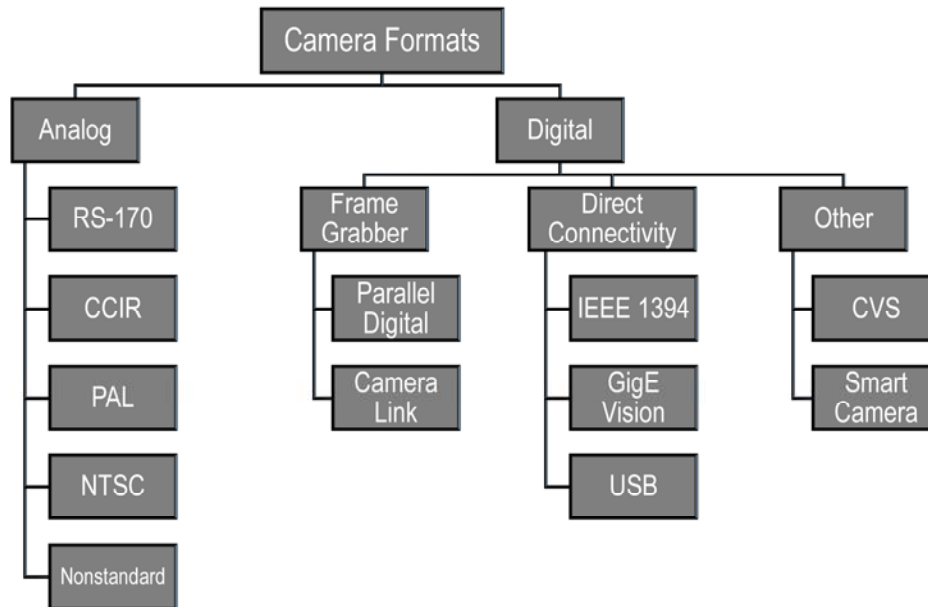 Camera Formats
Analog
Digital
RS-170
CCIR
PAL
NTSC
Nonstandard
Frame
Grabber
Parallel
Digital
Camera
Link
Direct
Connectivity
IEEE 1394
GigE
Vision
USB
Other
CVS
Smart
Camera